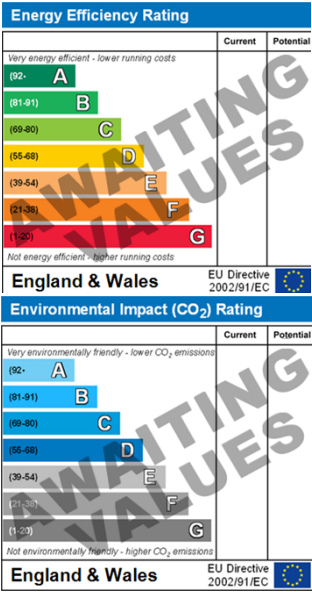 Energy Efficiency Rating
Current Potential
Very energy efficient - lower running costs
(92+ A
(81-91) B
(69-80) C
(55-68) D
(39-54) E
(21-38) F
(1-20) G
Not energy efficient - higher running costs
AWAITING
VALUES
England & Wales
EU Directive
2002/91/EC
Environmental Impact (CO2) Rating
Current Potential
Very environmentally friendly - lower CO2 emissions
(92+ A
(81-91) B
(69-80) C
(55-68) D
(39-54) E
(21-38) F
(1-20) G
Not environmentally friendly - higher CO2 emissions
AWAITING
VALUES
England & Wales
EU Directive
2002/91/EC